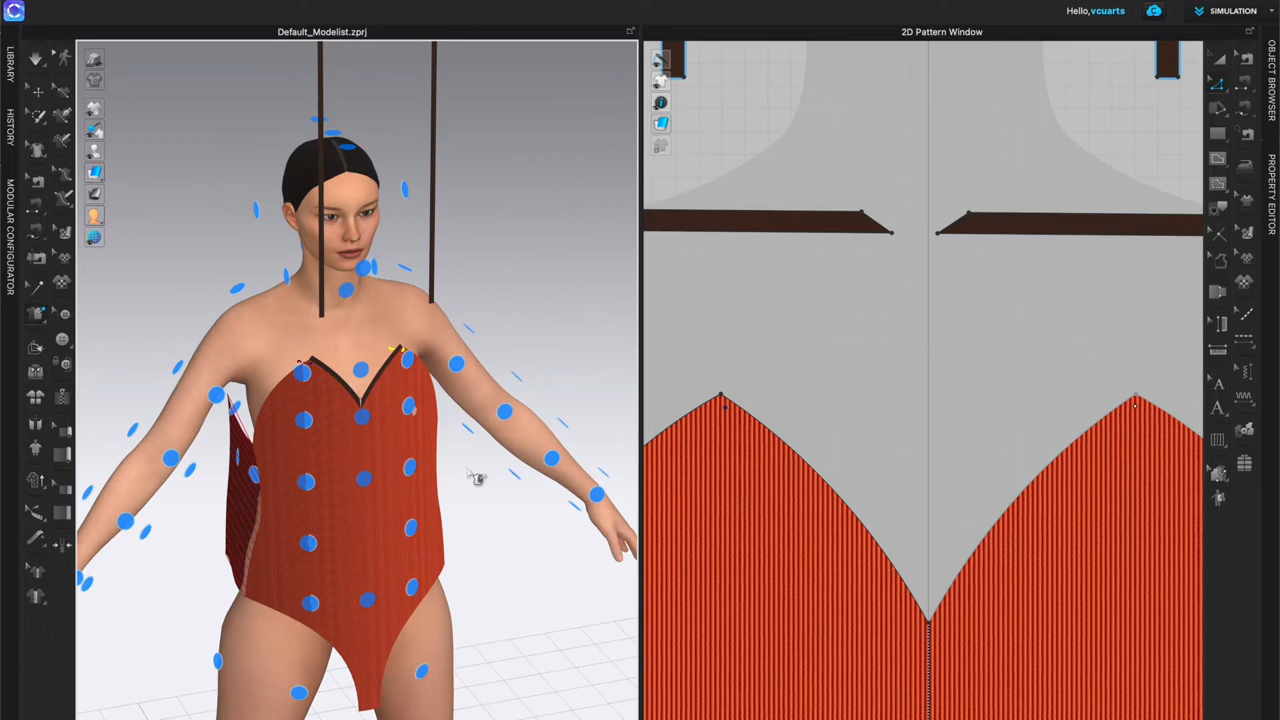 Hello,vcuarts
SIMULATION
Default_Modelist.zprj
2D Pattern Window
LIBRARY
HISTORY
MODULAR CONFIGURATOR
OBJECT BROWSER
PROPERTY EDITOR